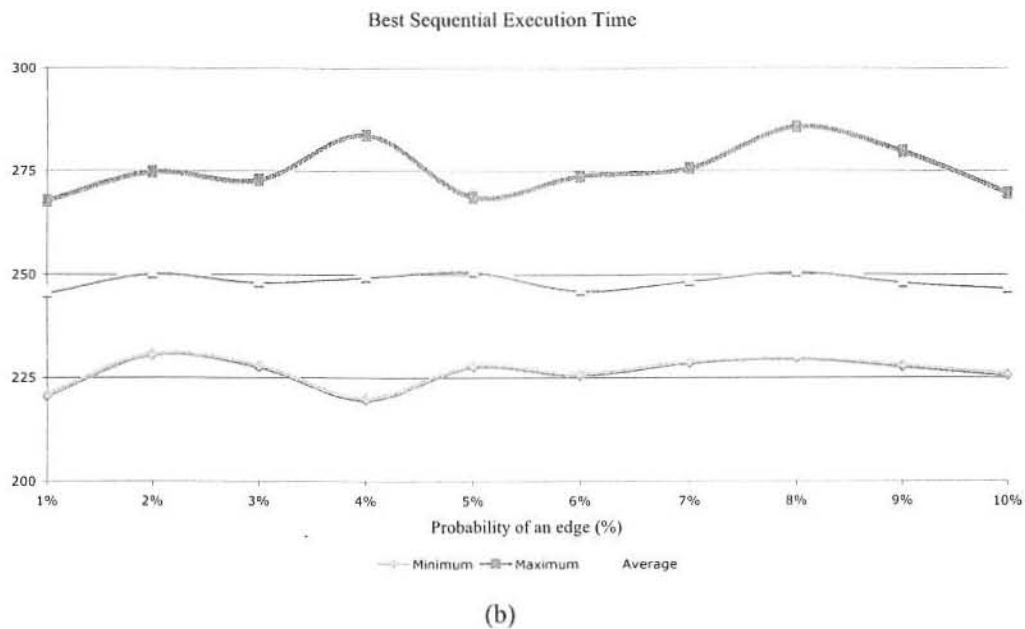 Best Sequential Execution Time
300
275
250
225
200
1% 2% 3% 4% 5% 6% 7% 8% 9% 10%
Probability of an edge (%)
Minimum Maximum Average
(b)